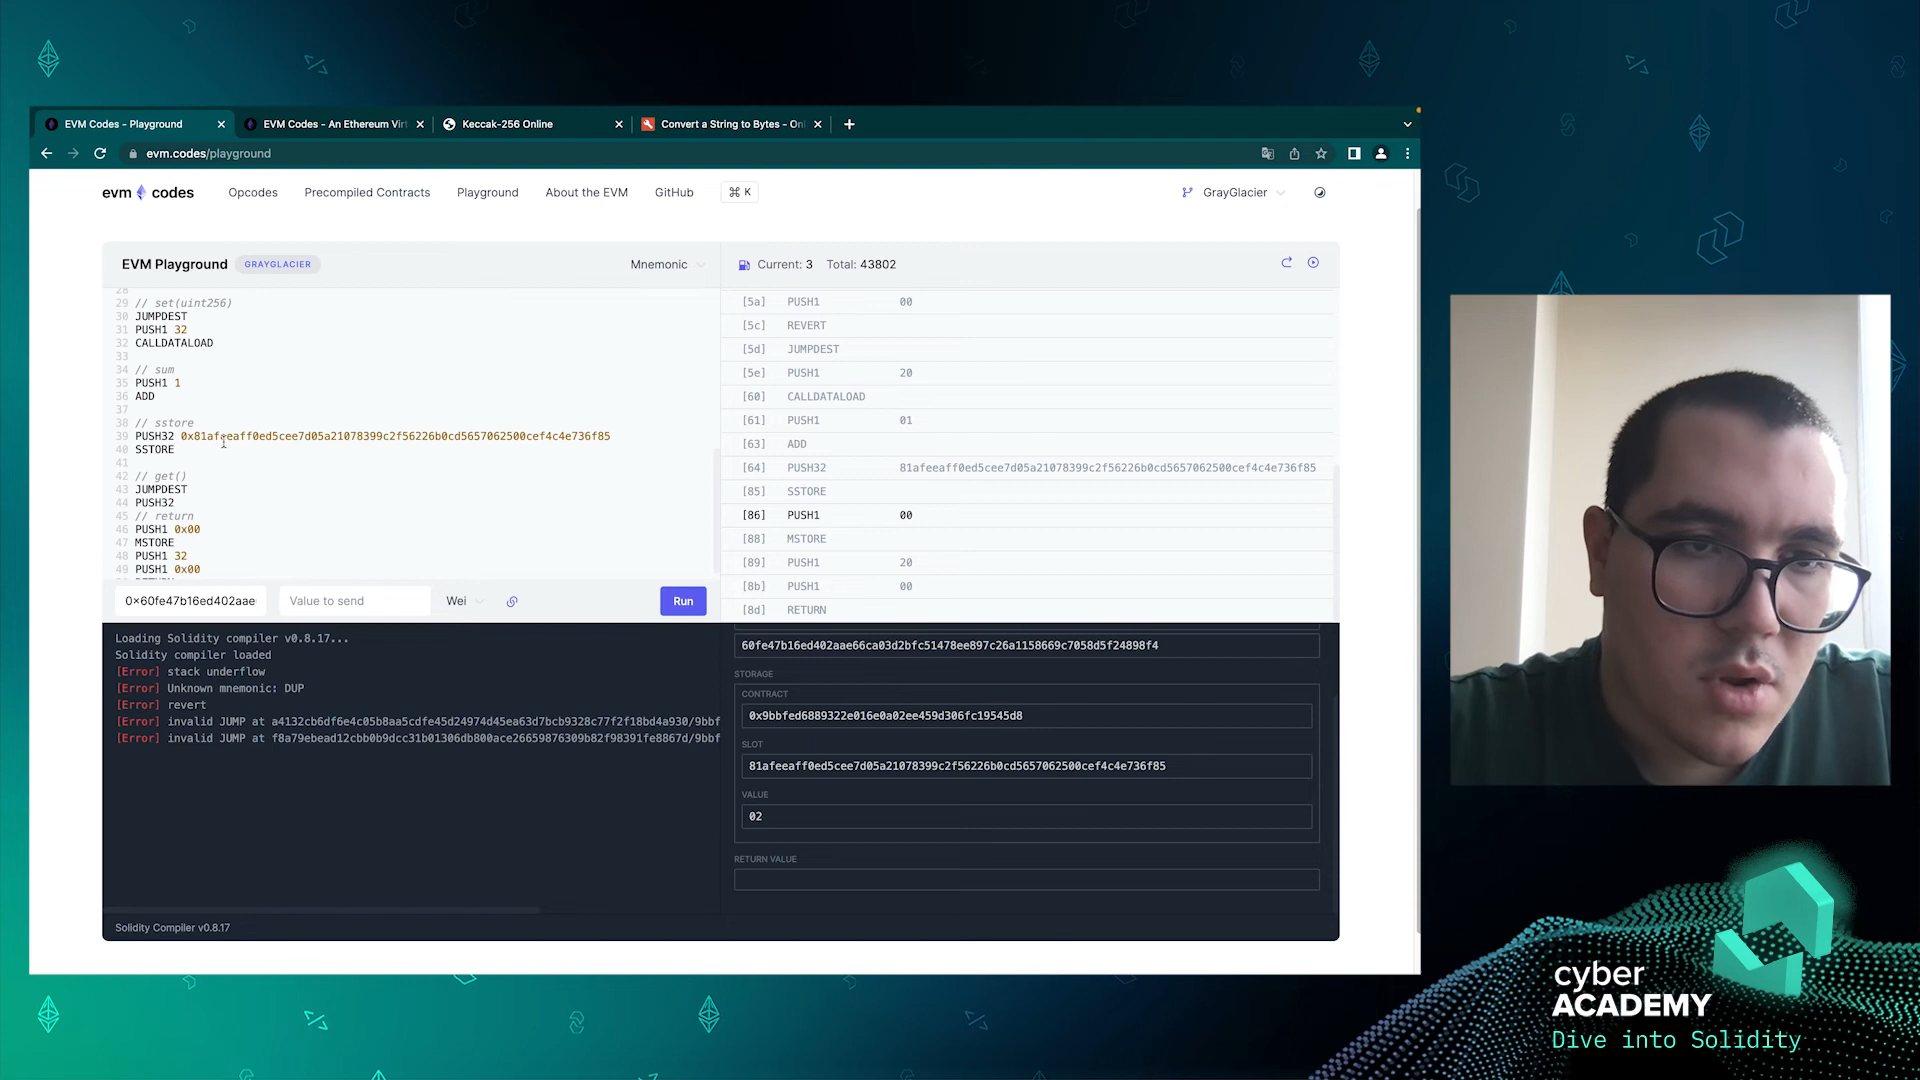 EVM Codes - Playground
EVM Codes - An Ethereum Virt
Keccak-256 Online
Convert a String to Bytes - Onl
evm.codes/playground
evm codes
Opcodes
Precompiled Contracts
Playground
About the EVM
GitHub
⌘ K
GrayGlacier
EVM Playground
GRAYGLACIER
Mnemonic
Current: 3 Total: 43802
28
29 // set(uint256)
30 JUMPDEST
31 PUSH1 32
32 CALLDATALOAD
33
34 // sum
35 PUSH1 1
36 ADD
37
38 // sstore
39 PUSH32 0x81afeeaff0ed5cee7d05a21078399c2f56226b0cd5657062500cef4c4e736f85
40 SSTORE
41
42 // get()
43 JUMPDEST
44 PUSH32
45 // return
46 PUSH1 0x00
47 MSTORE
48 PUSH1 32
49 PUSH1 0x00
[5a] PUSH1 00
[5c] REVERT
[5d] JUMPDEST
[5e] PUSH1 20
[60] CALLDATALOAD
[61] PUSH1 01
[63] ADD
[64] PUSH32 81afeeaff0ed5cee7d05a21078399c2f56226b0cd5657062500cef4c4e736f85
[85] SSTORE
[86] PUSH1 00
[88] MSTORE
[89] PUSH1 20
[8b] PUSH1 00
[8d] RETURN
0x60fe47b16ed402aae
Value to send
Wei
Run
Loading Solidity compiler v0.8.17...
Solidity compiler loaded
[Error] stack underflow
[Error] Unknown mnemonic: DUP
[Error] revert
[Error] invalid JUMP at a4132cb6df6e4c05b8aa5cdfe45d24974d45ea63d7bcb9328c77f2f18bd4a930/9bbf
[Error] invalid JUMP at f8a79ebead12cbb0b9dcc31b01306db800ace26659876309b82f98391fe8867d/9bbf
60fe47b16ed402aae66ca03d2bfc51478ee897c26a1158669c7058d5f24898f4
STORAGE
CONTRACT
0x9bbfed6889322e016e0a02ee459d306fc19545d8
SLOT
81afeeaff0ed5cee7d05a21078399c2f56226b0cd5657062500cef4c4e736f85
VALUE
02
RETURN VALUE
Solidity Compiler v0.8.17
cyber
ACADEMY
Dive into Solidity